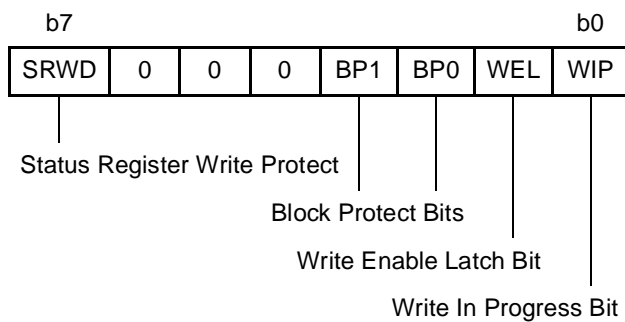 b7 b0
SRWD 0 0 0 BP1 BP0 WEL WIP
Status Register Write Protect
Block Protect Bits
Write Enable Latch Bit
Write In Progress Bit